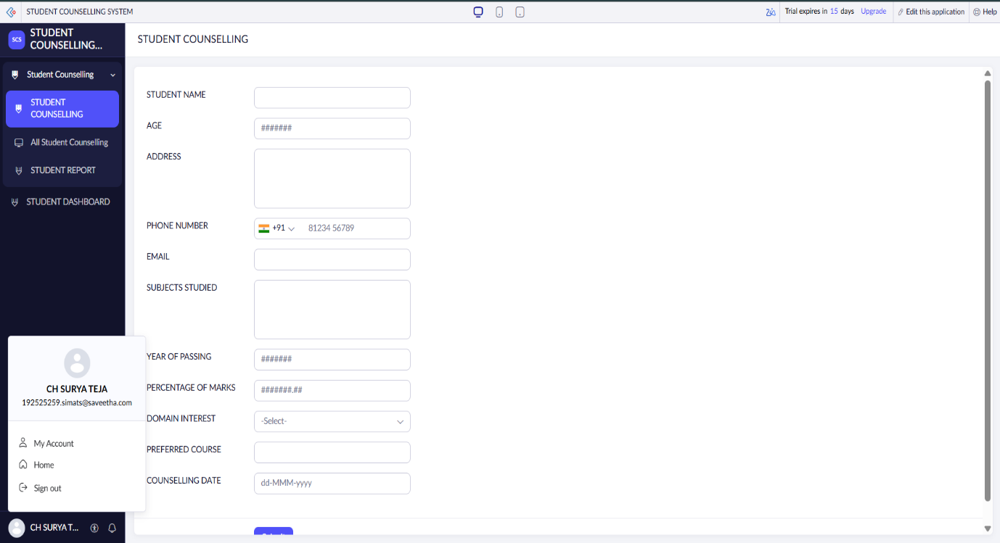 STUDENT COUNSELLING SYSTEM
Trial expires in 15 days Upgrade
Edit this application
Help
SCS
STUDENT
COUNSELLING...
Student Counselling
STUDENT
COUNSELLING
All Student Counselling
STUDENT REPORT
STUDENT DASHBOARD
STUDENT COUNSELLING
STUDENT NAME
AGE
#######
ADDRESS
PHONE NUMBER
+91
81234 56789
EMAIL
SUBJECTS STUDIED
YEAR OF PASSING
#######
PERCENTAGE OF MARKS
#######.##
DOMAIN INTEREST
-Select-
PREFERRED COURSE
COUNSELLING DATE
dd-MMM-yyyy
CH SURYA TEJA
192525259.simats@saveetha.com
My Account
Home
Sign out
CH SURYA T...